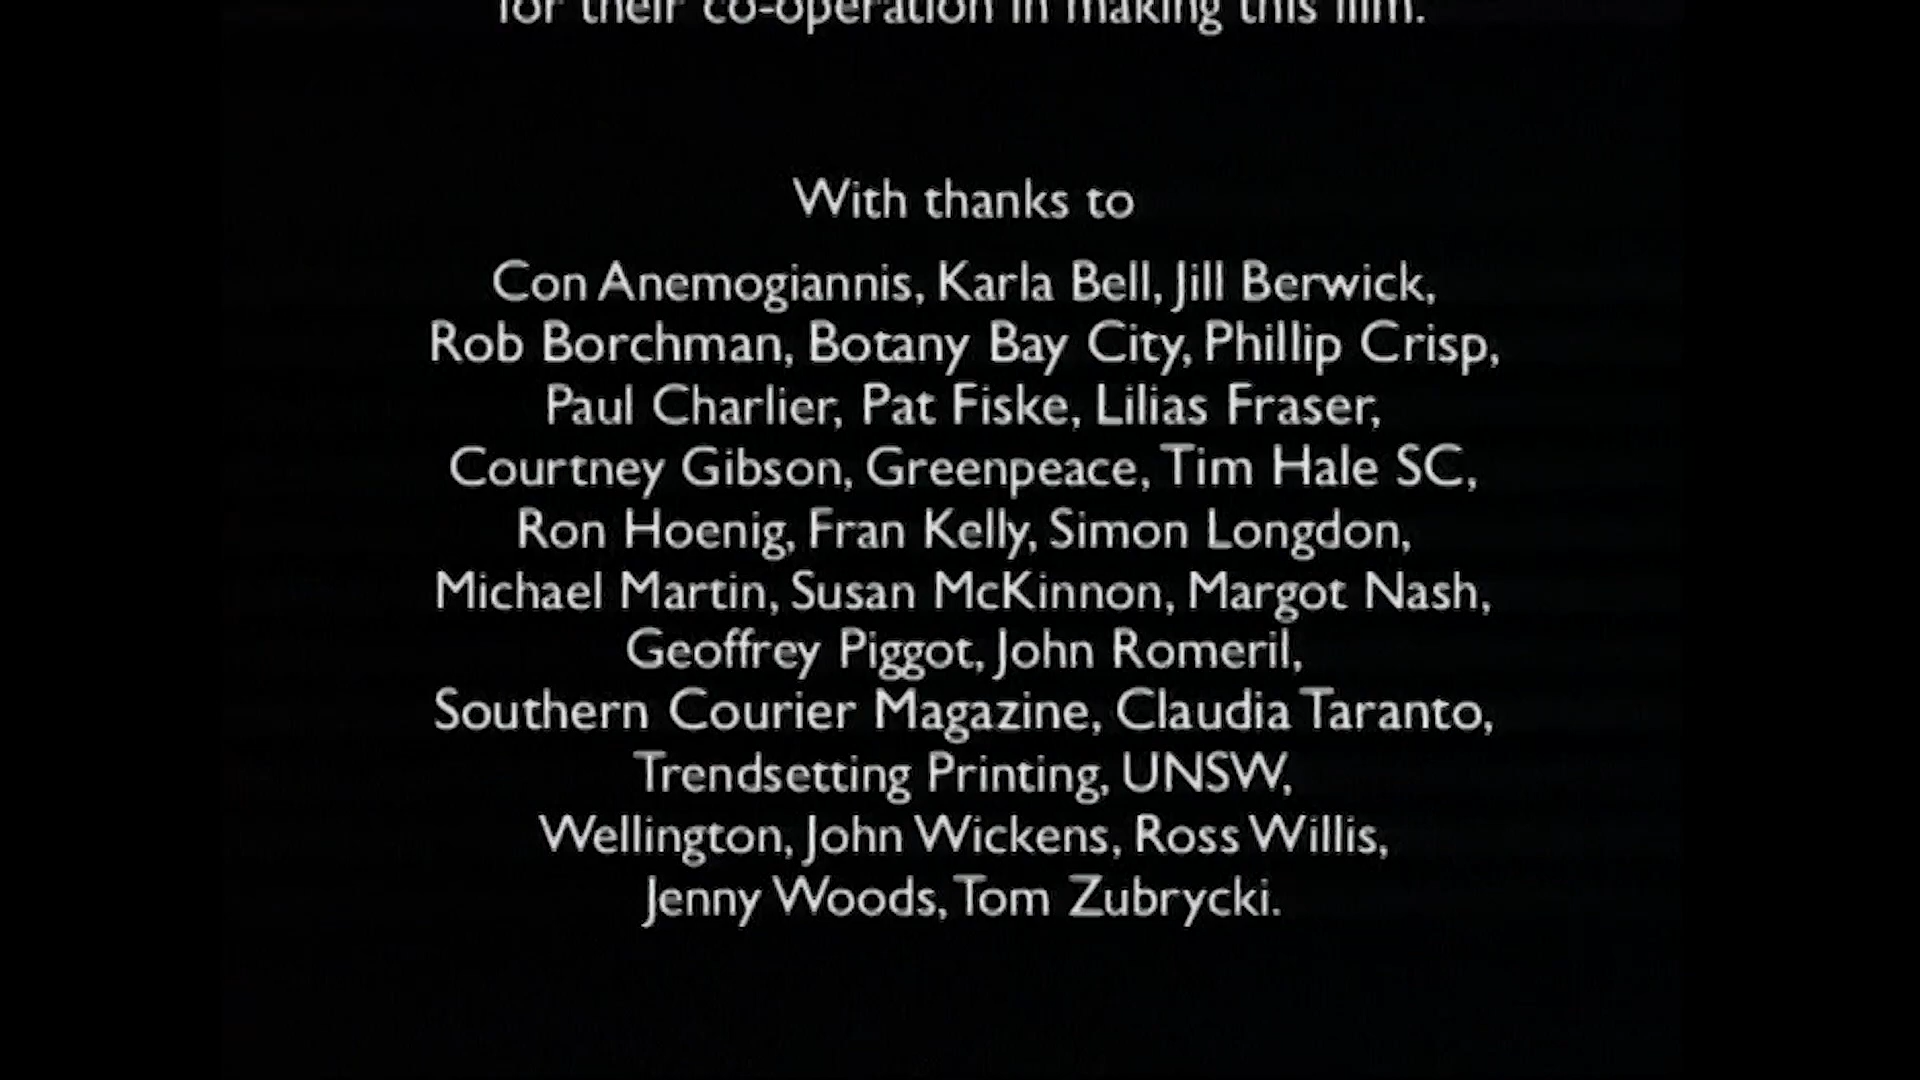 for their co-operation in making this film.
With thanks to
Con Anemogiannis, Karla Bell, Jill Berwick,
Rob Borchman, Botany Bay City, Phillip Crisp,
Paul Charlier, Pat Fiske, Lilias Fraser,
Courtney Gibson, Greenpeace, Tim Hale SC,
Ron Hoenig, Fran Kelly, Simon Longdon,
Michael Martin, Susan McKinnon, Margot Nash,
Geoffrey Piggot, John Romeril,
Southern Courier Magazine, Claudia Taranto,
Trendsetting Printing, UNSW,
Wellington, John Wickens, Ross Willis,
Jenny Woods, Tom Zubrycki.